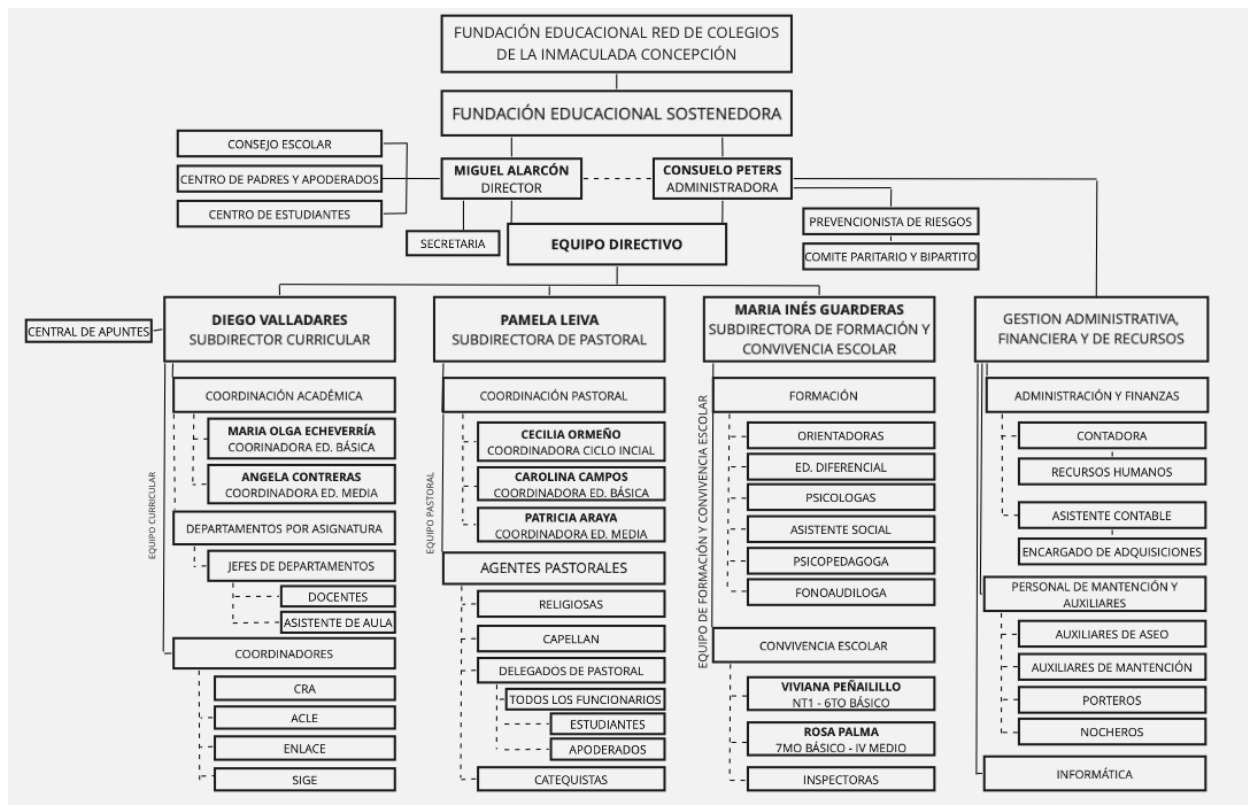 FUNDACIÓN EDUCACIONAL RED DE COLEGIOS
DE LA INMACULADA CONCEPCIÓN
FUNDACIÓN EDUCACIONAL SOSTENEDORA
CONSEJO ESCOLAR
CENTRO DE PADRES Y APODERADOS
CENTRO DE ESTUDIANTES
MIGUEL ALARCÓN
DIRECTOR
CONSUELO PETERS
ADMINISTRADORA
SECRETARIA
EQUIPO DIRECTIVO
PREVENCIONISTA DE RIESGOS
COMITE PARITARIO Y BIPARTITO
CENTRAL DE APUNTES
DIEGO VALLADARES
SUBDIRECTOR CURRICULAR
EQUIPO CURRICULAR
COORDINACIÓN ACADÉMICA
MARIA OLGA ECHEVERRÍA
COORINADORA ED. BÁSICA
ANGELA CONTRERAS
COORDINADORA ED. MEDIA
DEPARTAMENTOS POR ASIGNATURA
JEFES DE DEPARTAMENTOS
DOCENTES
ASISTENTE DE AULA
COORDINADORES
CRA
ACLE
ENLACE
SIGE
PAMELA LEIVA
SUBDIRECTORA DE PASTORAL
EQUIPO PASTORAL
COORDINACIÓN PASTORAL
CECILIA ORMEÑO
COORDINADORA CICLO INCIAL
CAROLINA CAMPOS
COORDINADORA ED. BÁSICA
PATRICIA ARAYA
COORDINADORA ED. MEDIA
AGENTES PASTORALES
RELIGIOSAS
CAPELLAN
DELEGADOS DE PASTORAL
TODOS LOS FUNCIONARIOS
ESTUDIANTES
APODERADOS
CATEQUISTAS
MARIA INÉS GUARDERAS
SUBDIRECTORA DE FORMACIÓN Y
CONVIVENCIA ESCOLAR
EQUIPO DE FORMACIÓN Y CONVIVENCIA ESCOLAR
FORMACIÓN
ORIENTADORAS
ED. DIFERENCIAL
PSICOLOGAS
ASISTENTE SOCIAL
PSICOPEDAGOGA
FONOAUDILOGA
CONVIVENCIA ESCOLAR
VIVIANA PEÑAILILLO
NT1 - 6TO BÁSICO
ROSA PALMA
7MO BÁSICO - IV MEDIO
INSPECTORAS
GESTION ADMINISTRATIVA,
FINANCIERA Y DE RECURSOS
ADMINISTRACIÓN Y FINANZAS
CONTADORA
RECURSOS HUMANOS
ASISTENTE CONTABLE
ENCARGADO DE ADQUISICIONES
PERSONAL DE MANTENCIÓN Y
AUXILIARES
AUXILIARES DE ASEO
AUXILIARES DE MANTENCIÓN
PORTEROS
NOCHEROS
INFORMÁTICA